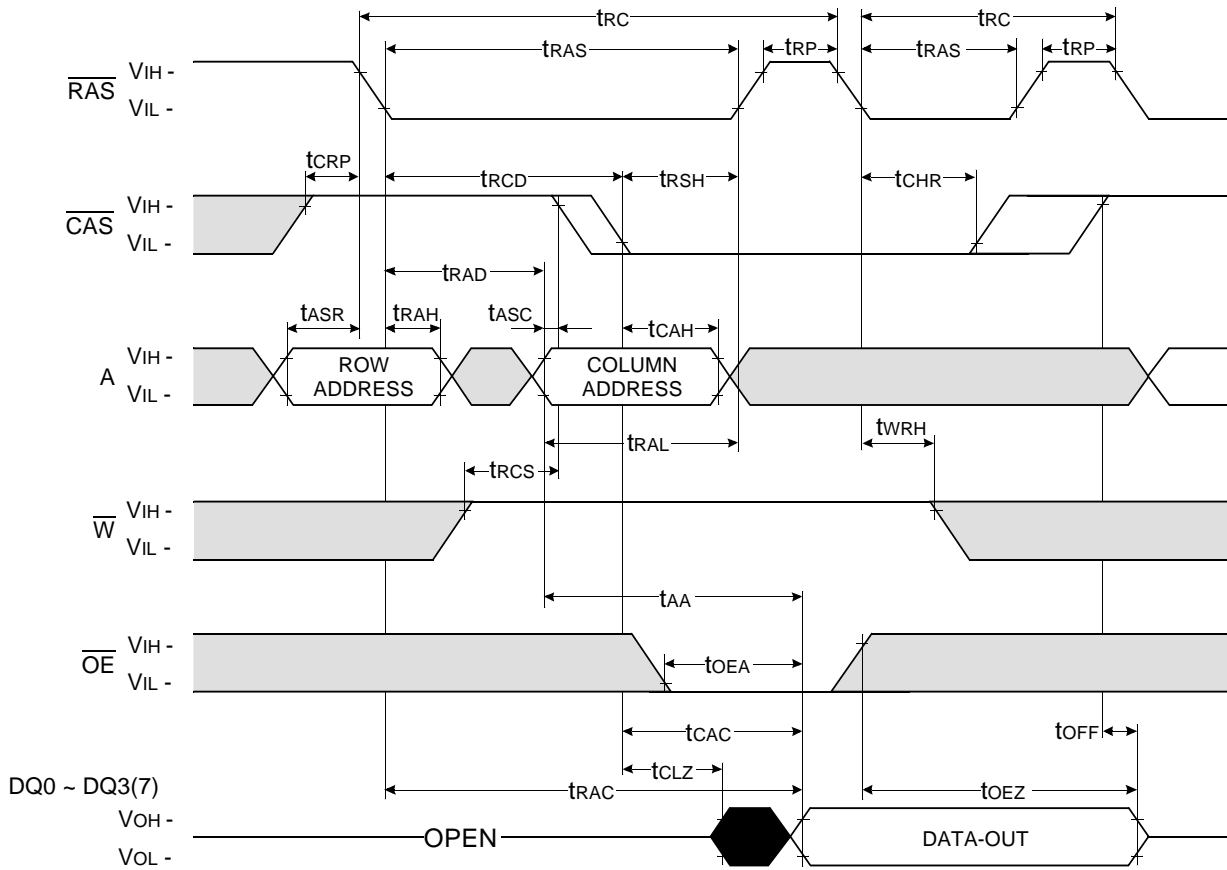 tRC tRC
tRAS tRP tRAS tRP
RAS VIH -
VIL -
tCRP tRCD tRSH tCHR
CAS VIH -
VIL -
tRAD
tASR tRAH tASC tCAH
A VIH - ROW ADDRESS COLUMN ADDRESS
VIL -
tRAL tWRH
tRCS
W VIH -
VIL -
tAA
OE VIH -
VIL -
tOEA
tCAC tOFF
tCLZ
DQ0 ~ DQ3(7) tRAC tOEZ
VOH -
OPEN DATA-OUT
VOL -